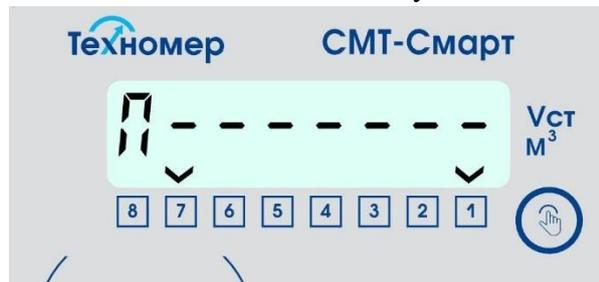 Техномер СМТ-Смарт
П - - - - - - -
Vст
м³
8 7 6 5 4 3 2 1